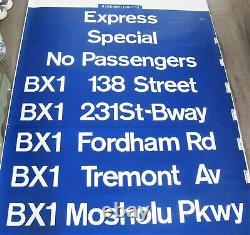 Express
Special
No Passengers
BX1 138 Street
BX1 231St-Bway
BX1 Fordham Rd
BX1 Tremont Av
BX1 Mosholu Pkwy
ebay